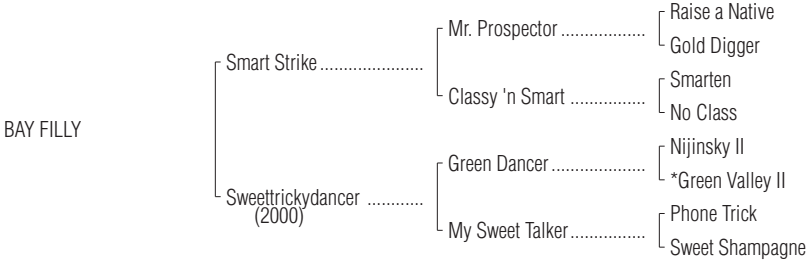 Raise a Native
Mr. Prospector ..................
Gold Digger
Smart Strike ......................
Smarten
Classy 'n Smart ................
No Class
BAY FILLY
Nijinsky II
Green Dancer ....................
*Green Valley II
Sweettrickydancer ............
(2000)
Phone Trick
My Sweet Talker................
Sweet Shampagne